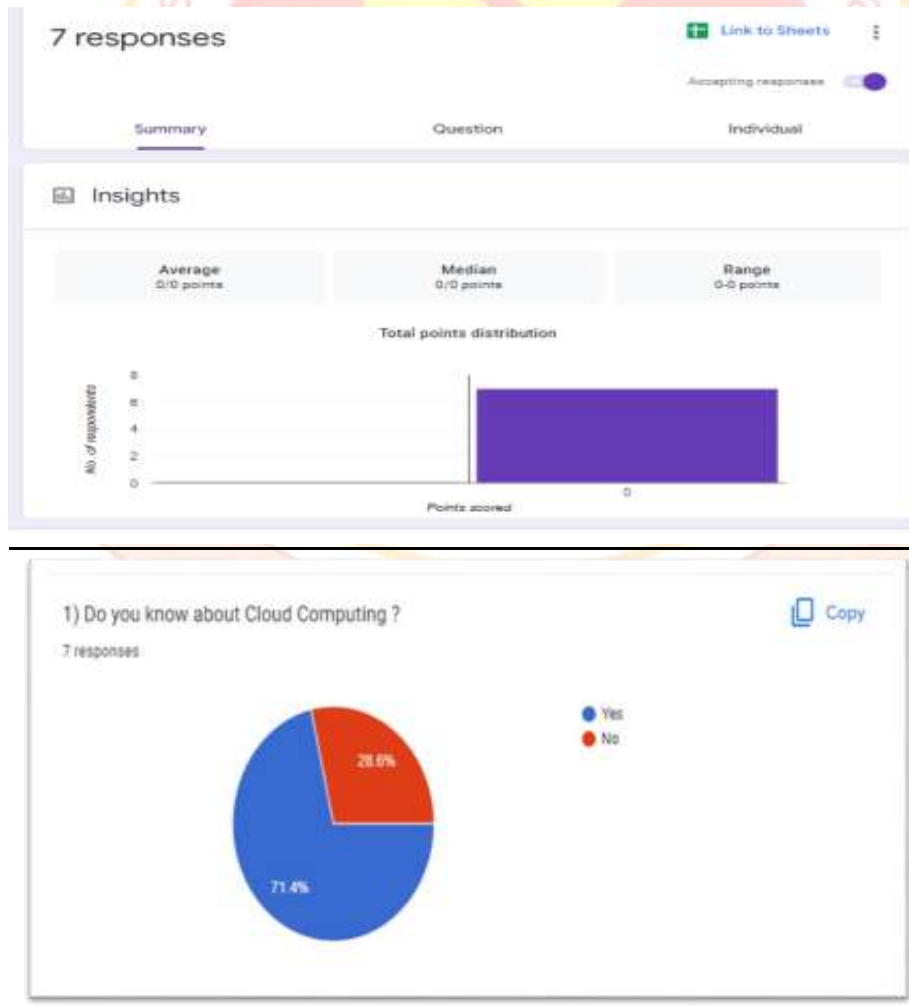 7 responses
Link to Sheets
Accepting responses
Summary Question Individual
Insights
Average Median Range
0/0 points 0/0 points 0-0 points
Total points distribution
No. of respondents
8
6
4
2
0
0
Points scored
1) Do you know about Cloud Computing ?
Copy
7 responses
Yes
No
28.6%
71.4%